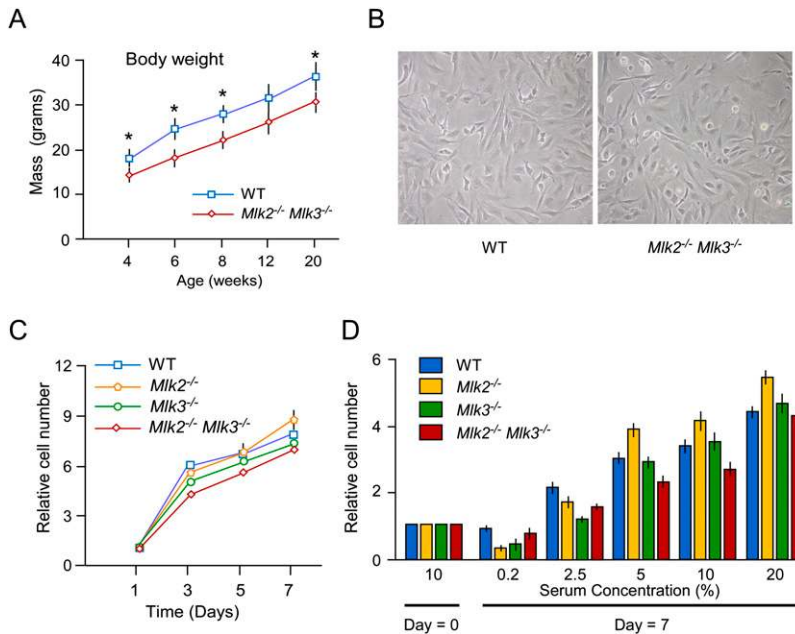 A
Body weight
Mass (grams)
40
30
20
10
0
*
*
*
*
WT
Mlk2-/- Mlk3-/-
4 6 8 12 20
Age (weeks)
B
WT
Mlk2-/- Mlk3-/-
C
Relative cell number
12
9
6
3
0
WT
Mlk2-/-
Mlk3-/-
Mlk2-/- Mlk3-/-
1 3 5 7
Time (Days)
D
Relative cell number
6
4
2
0
WT
Mlk2-/-
Mlk3-/-
Mlk2-/- Mlk3-/-
10 0.2 2.5 5 10 20
Serum Concentration (%)
Day = 0 Day = 7